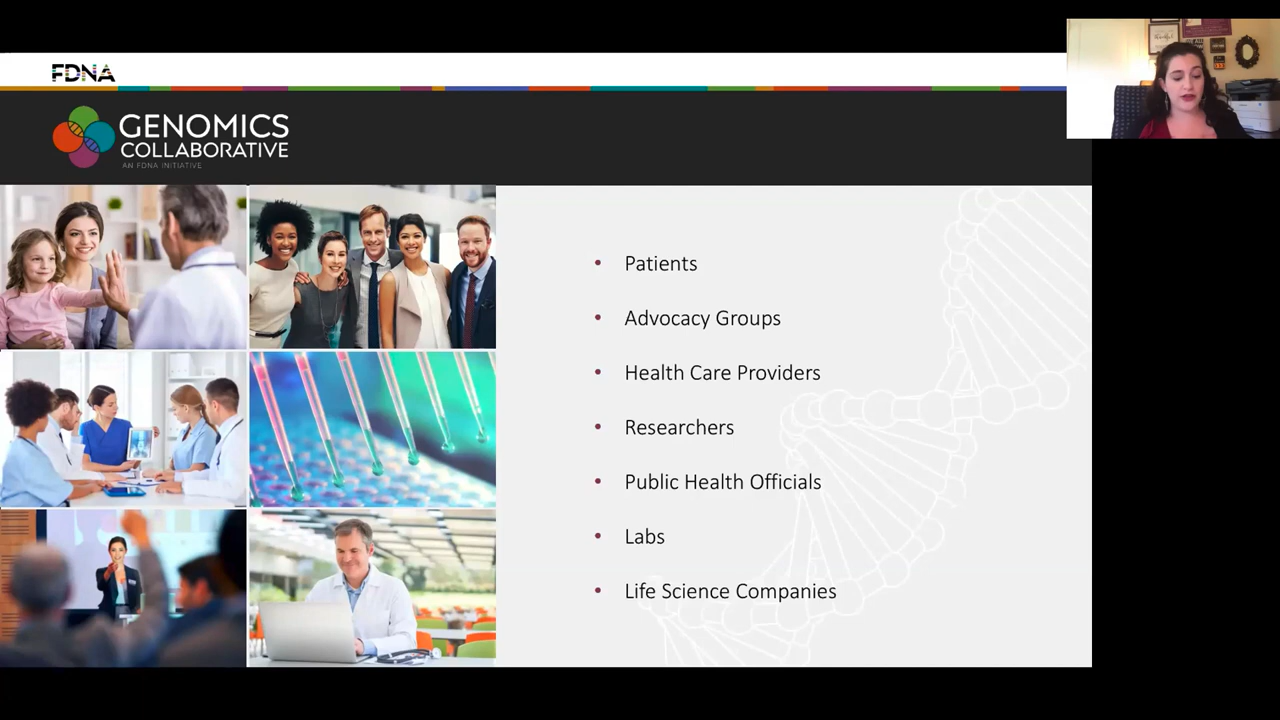 FDNA
GENOMICS
COLLABORATIVE
AN FDNA INITIATIVE
• Patients
• Advocacy Groups
• Health Care Providers
• Researchers
• Public Health Officials
• Labs
• Life Science Companies